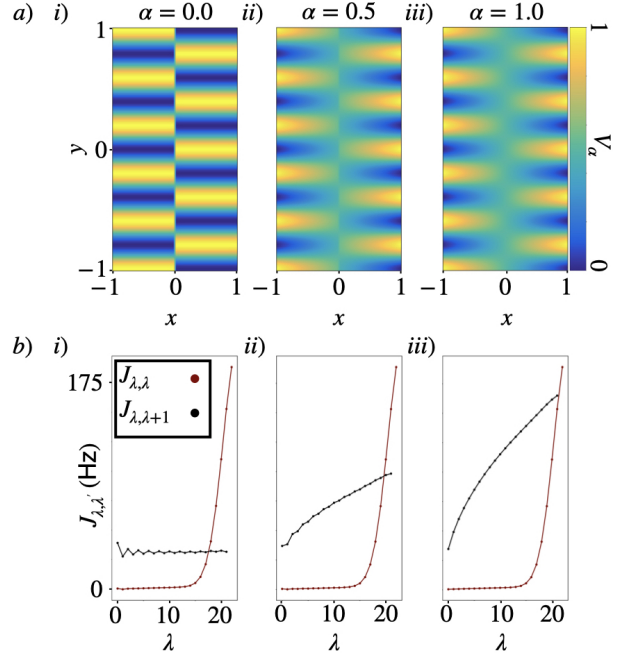 a) i) α = 0.0 ii) α = 0.5 iii) α = 1.0
1 1
y 0 V_a
−1 0
−1 0 1 −1 0 1 −1 0 1
x x x
b) i) ii) iii)
175 J_{λ,λ}
J_{λ,λ+1}
J_{λ,λ'} (Hz)
0
0 10 20 0 10 20 0 10 20
λ λ λ